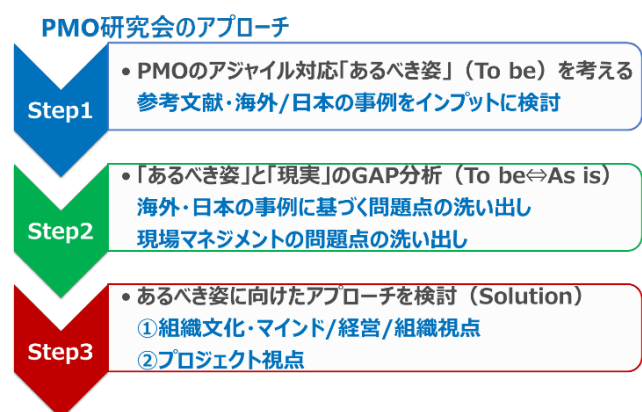 PMO研究会のアプローチ
Step1
• PMOのアジャイル対応「あるべき姿」（To be）を考える
参考文献・海外/日本の事例をインプットに検討
Step2
• 「あるべき姿」と「現実」のGAP分析（To be⇔As is）
海外・日本の事例に基づく問題点の洗い出し
現場マネジメントの問題点の洗い出し
Step3
• あるべき姿に向けたアプローチを検討（Solution）
①組織文化・マインド/経営/組織視点
②プロジェクト視点